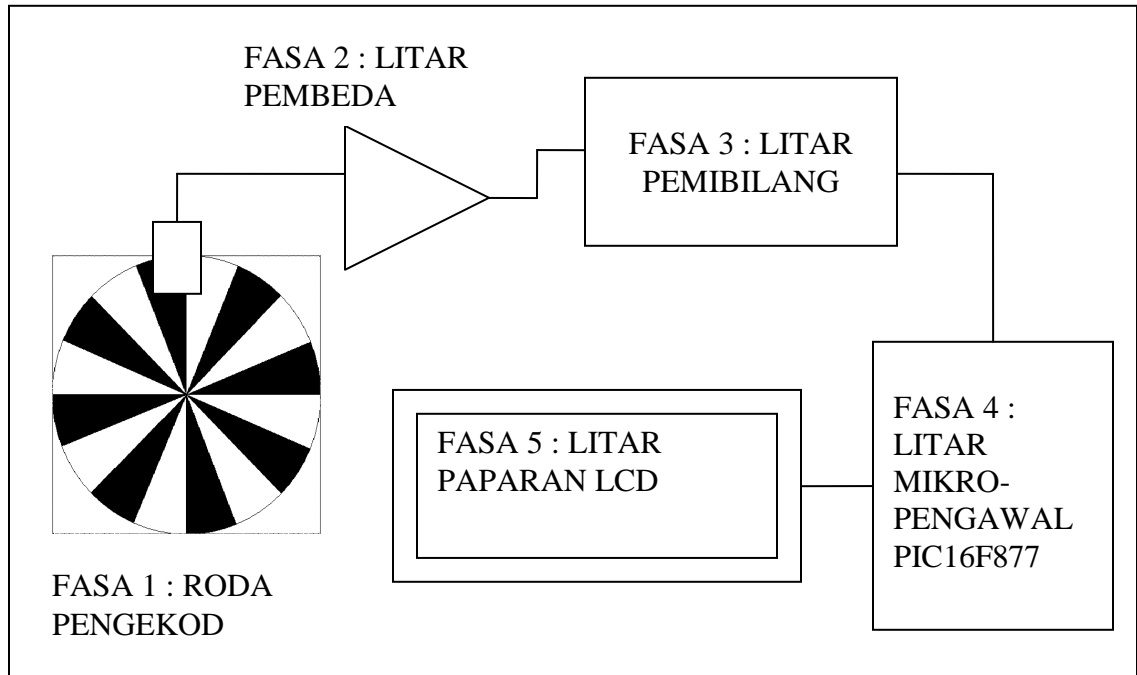 FASA 2 : LITAR
PEMBEDA
FASA 3 : LITAR
PEMIBILANG
FASA 4 :
LITAR
MIKRO-
PENGAWAL
PIC16F877
FASA 5 : LITAR
PAPARAN LCD
FASA 1 : RODA
PENGEKOD